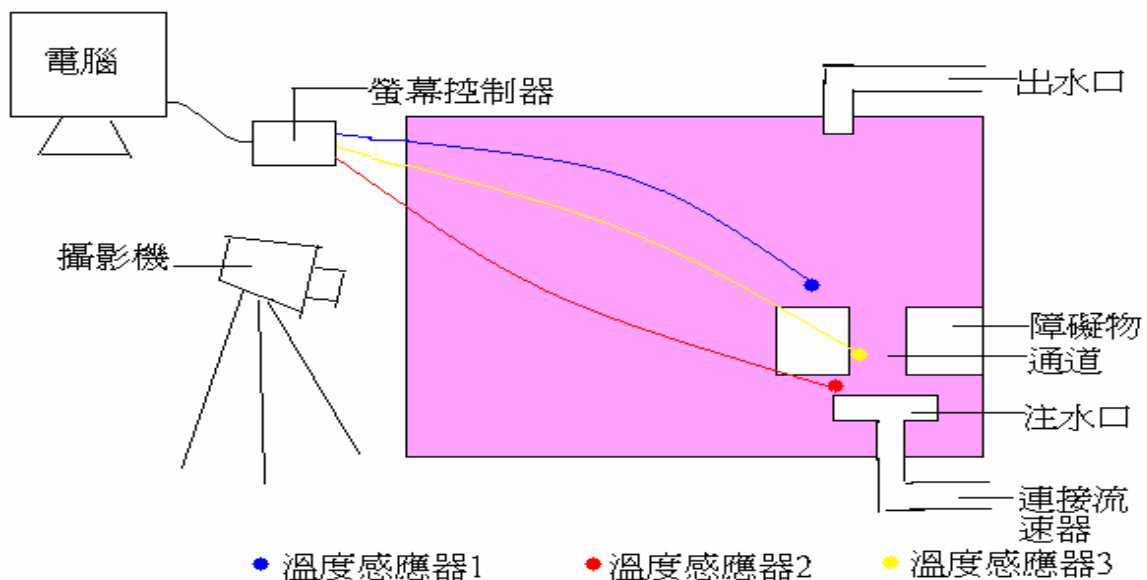 電腦
螢幕控制器
出水口
攝影機
障礙物
通道
注水口
連接流
速器
溫度感應器1
溫度感應器2
溫度感應器3